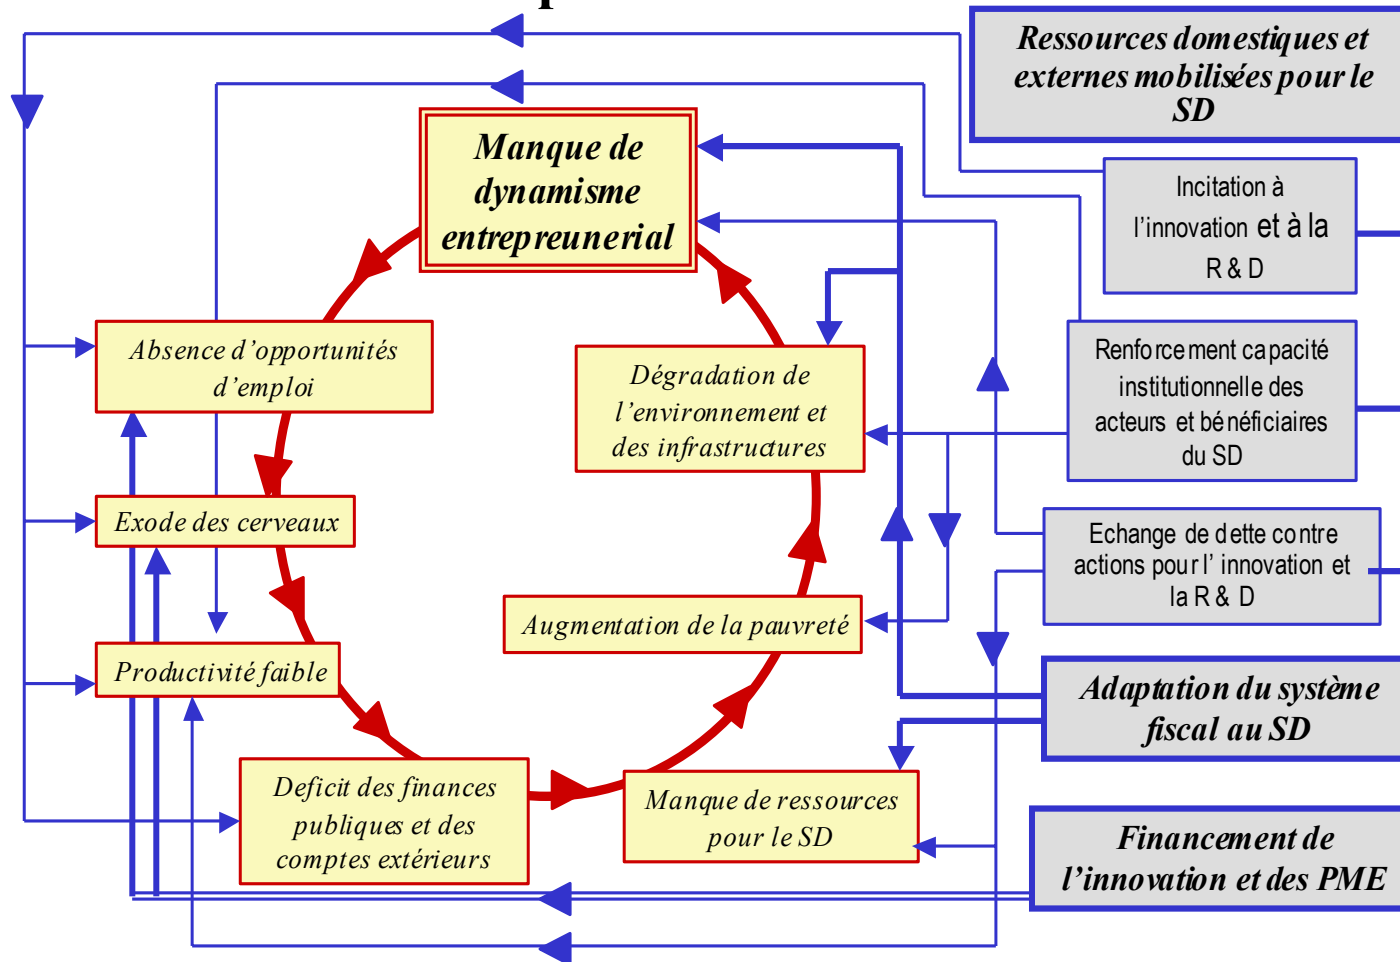 Ressources domestiques et
externes mobilisées pour le
SD
Manque de
dynamisme
entrepreunerial
Incitation à
l’innovation et à la
R & D
Absence d’opportunités
d’emploi
Dégradation de
l’environnement et
des infrastructures
Renforcement capacité
institutionnelle des
acteurs et bénéficiaires
du SD
Exode des cerveaux
Echange de dette contre
actions pour l’ innovation et
la R & D
Augmentation de la pauvreté
Productivité faible
Adaptation du système
fiscal au SD
Deficit des finances
publiques et des
comptes extérieurs
Manque de ressources
pour le SD
Financement de
l’innovation et des PME